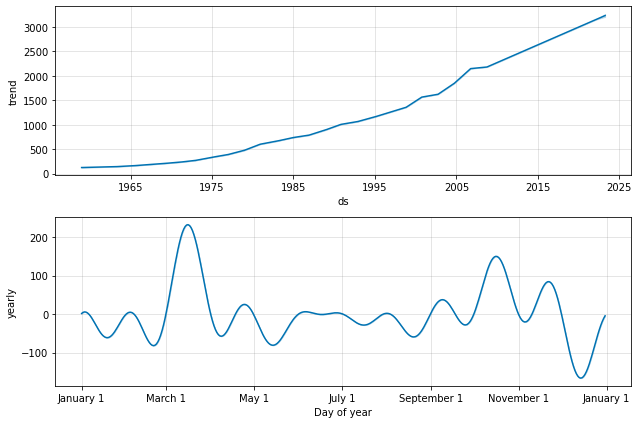 3000
2500
2000
1500
1000
500
0
trend
1965
1975
1985
1995
2005
2015
2025
ds
200
100
0
−100
yearly
January 1
March 1
May 1
July 1
September 1
November 1
January 1
Day of year